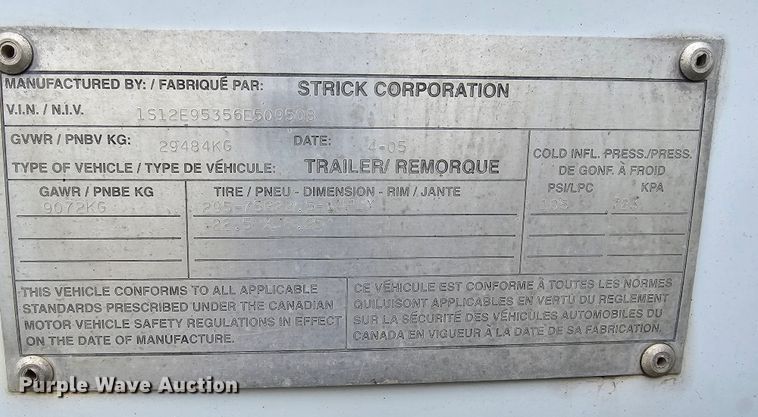 MANUFACTURED BY: / FABRIQUÉ PAR: STRICK CORPORATION
V.I.N. / N.I.V. 1S12E95356E509508
GVWR / PNBV KG: 29484KG DATE: 4-05
TYPE OF VEHICLE / TYPE DE VÉHICULE: TRAILER/ REMORQUE
COLD INFL. PRESS./PRESS.
DE GONF. À FROID
PSI/LPC KPA
GAWR / PNBE KG TIRE / PNEU - DIMENSION - RIM / JANTE
9072KG
THIS VEHICLE CONFORMS TO ALL APPLICABLE
STANDARDS PRESCRIBED UNDER THE CANADIAN
MOTOR VEHICLE SAFETY REGULATIONS IN EFFECT
ON THE DATE OF MANUFACTURE.
CE VÉHICULE EST CONFORME À TOUTES LES NORMES
QUILUISONT APPLICABLES EN VERTU DU REGLEMENT
SUR LA SÉCURITÉ DES VÉHICULES AUTOMOBILES DU
CANADA EN VIGUEUR À LA DATE DE SA FABRICATION.
Purple Wave Auction